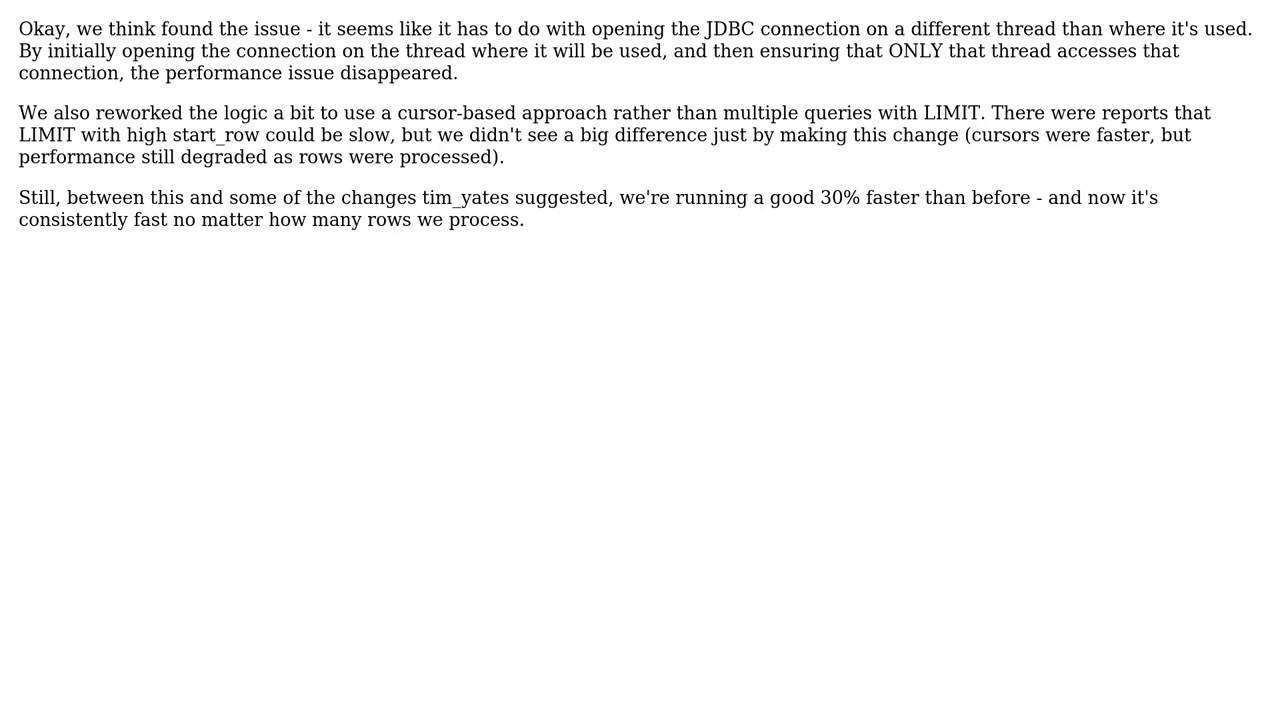 Okay, we think found the issue - it seems like it has to do with opening the JDBC connection on a different thread than where it's used.
By initially opening the connection on the thread where it will be used, and then ensuring that ONLY that thread accesses that
connection, the performance issue disappeared.
We also reworked the logic a bit to use a cursor-based approach rather than multiple queries with LIMIT. There were reports that
LIMIT with high start_row could be slow, but we didn't see a big difference just by making this change (cursors were faster, but
performance still degraded as rows were processed).
Still, between this and some of the changes tim_yates suggested, we're running a good 30% faster than before - and now it's
consistently fast no matter how many rows we process.